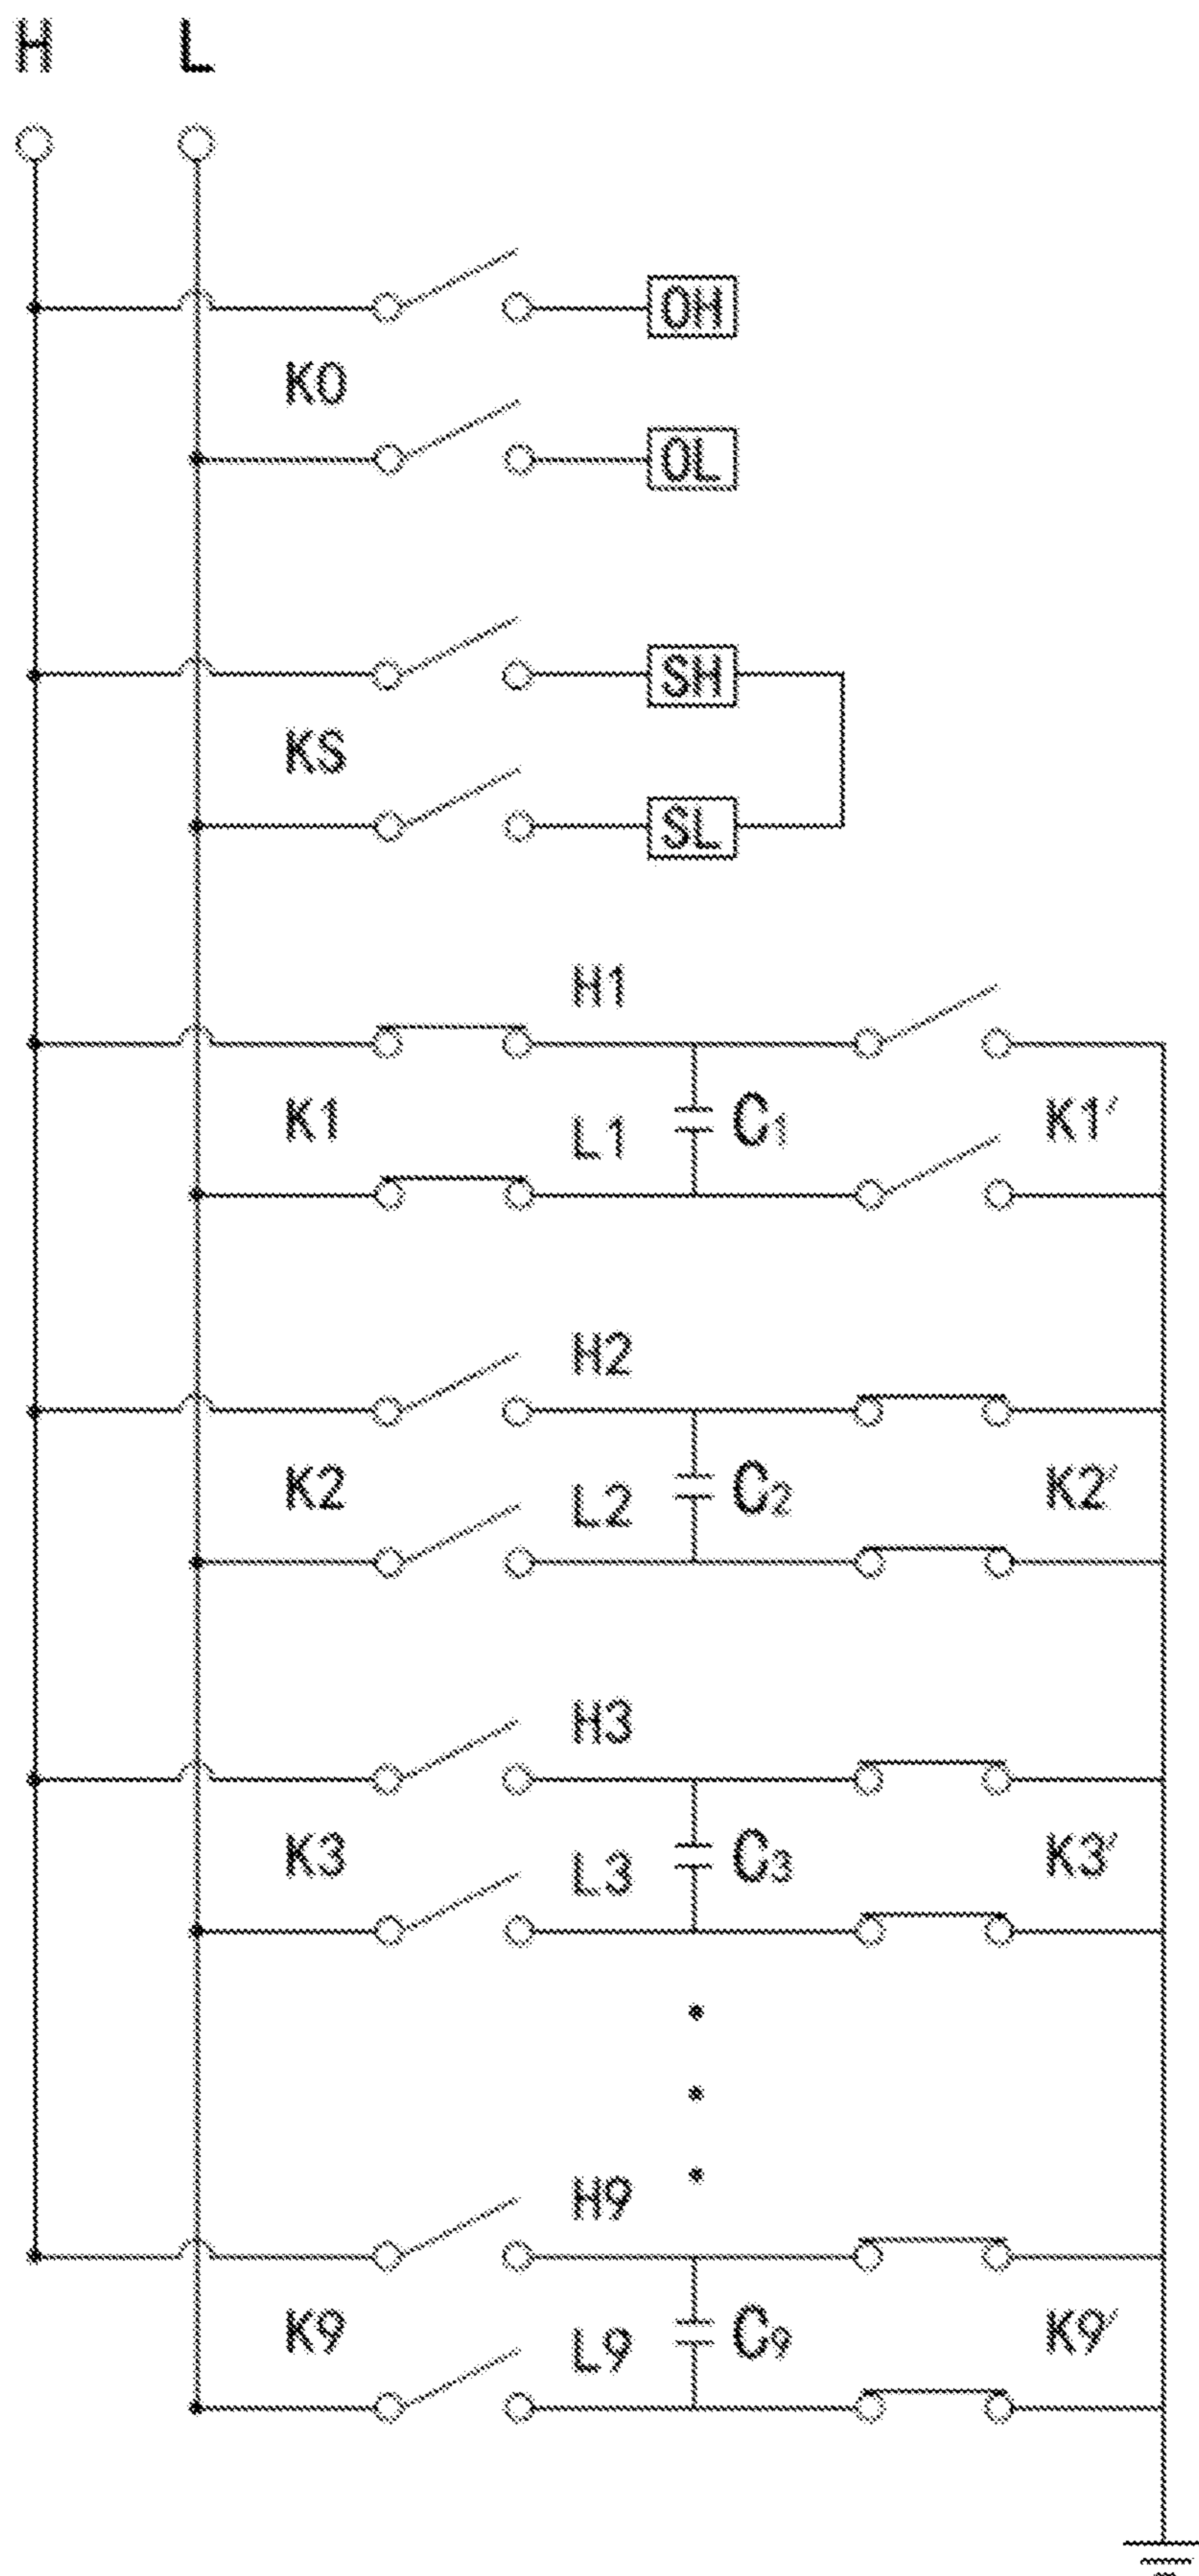 H L
OH
KO
OL
SH
KS
SL
H1
K1 L1 C1 K1'
H2
K2 L2 C2 K2'
H3
K3 L3 C3 K3'
H9
K9 L9 C9 K9'